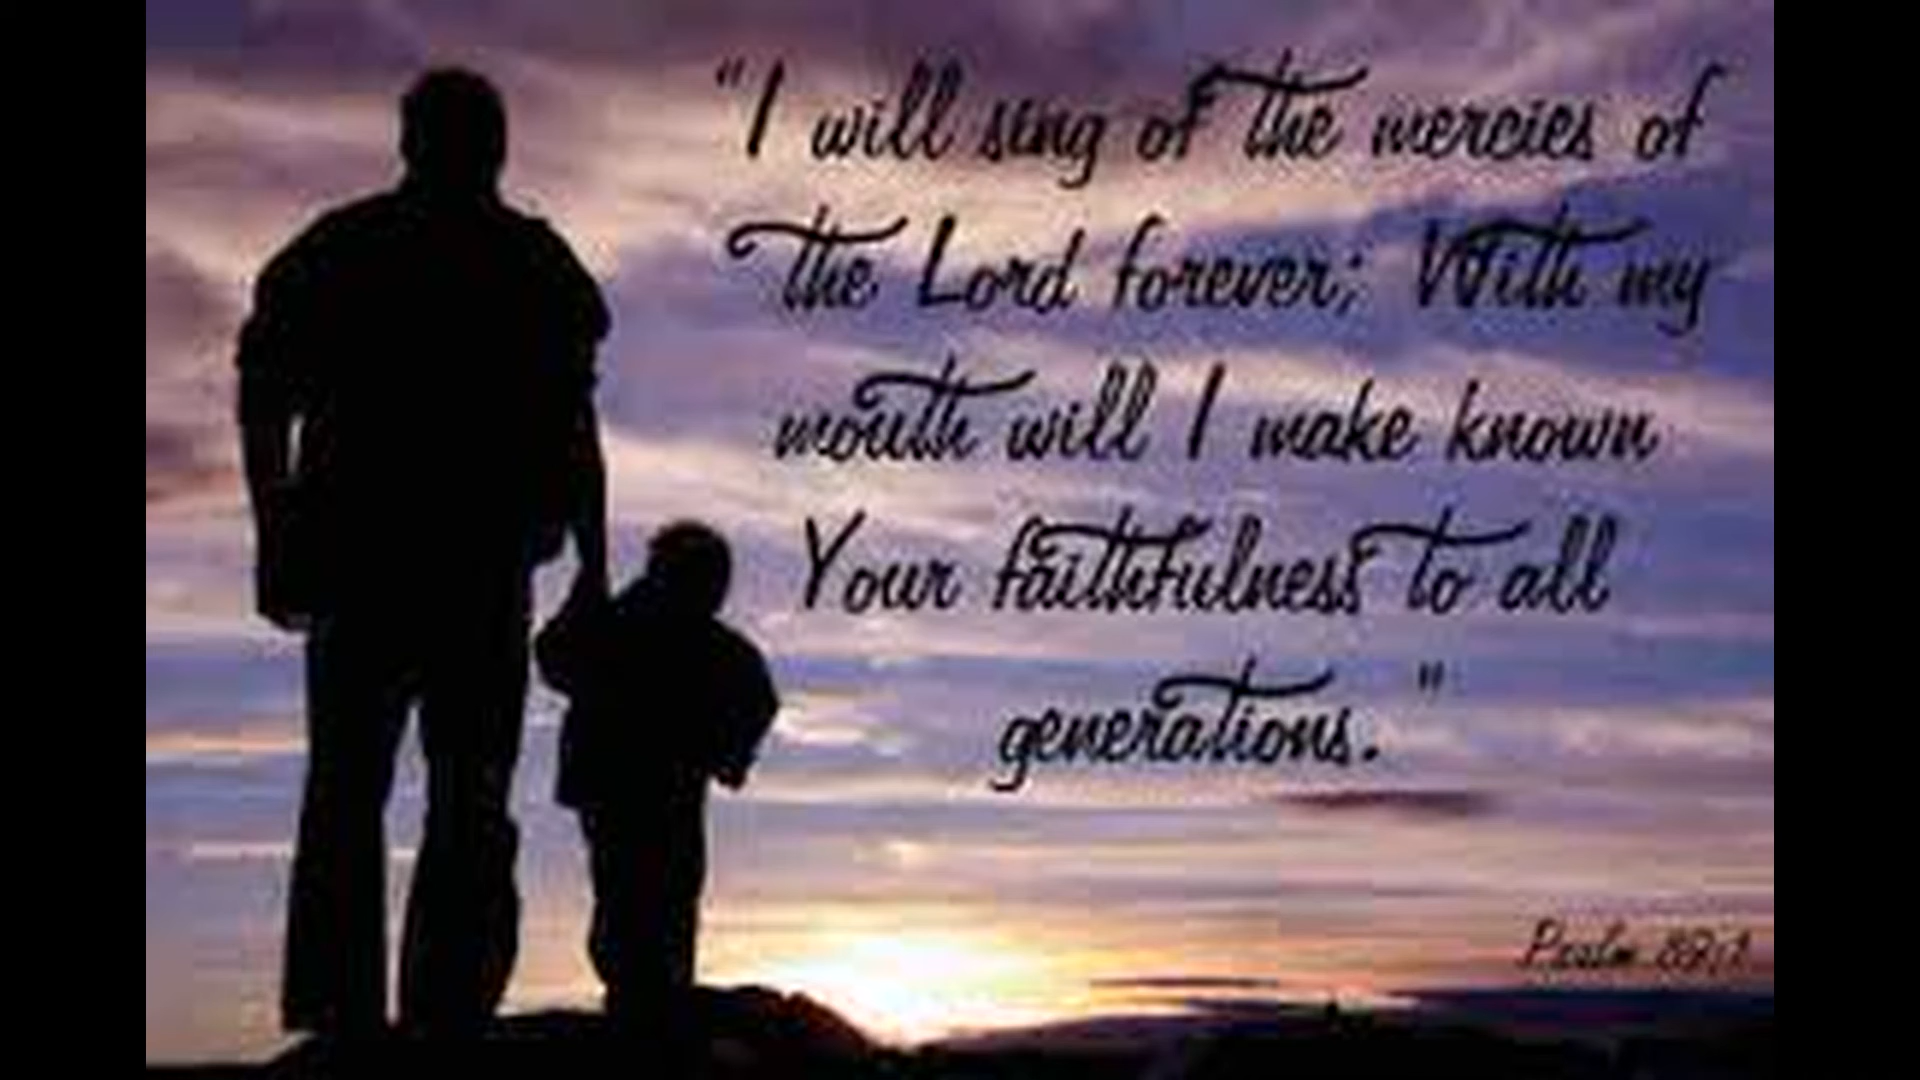 "I will sing of the mercies of
the Lord forever; With my
mouth will I make known
Your faithfulness to all
generations."
Psalm 89:1